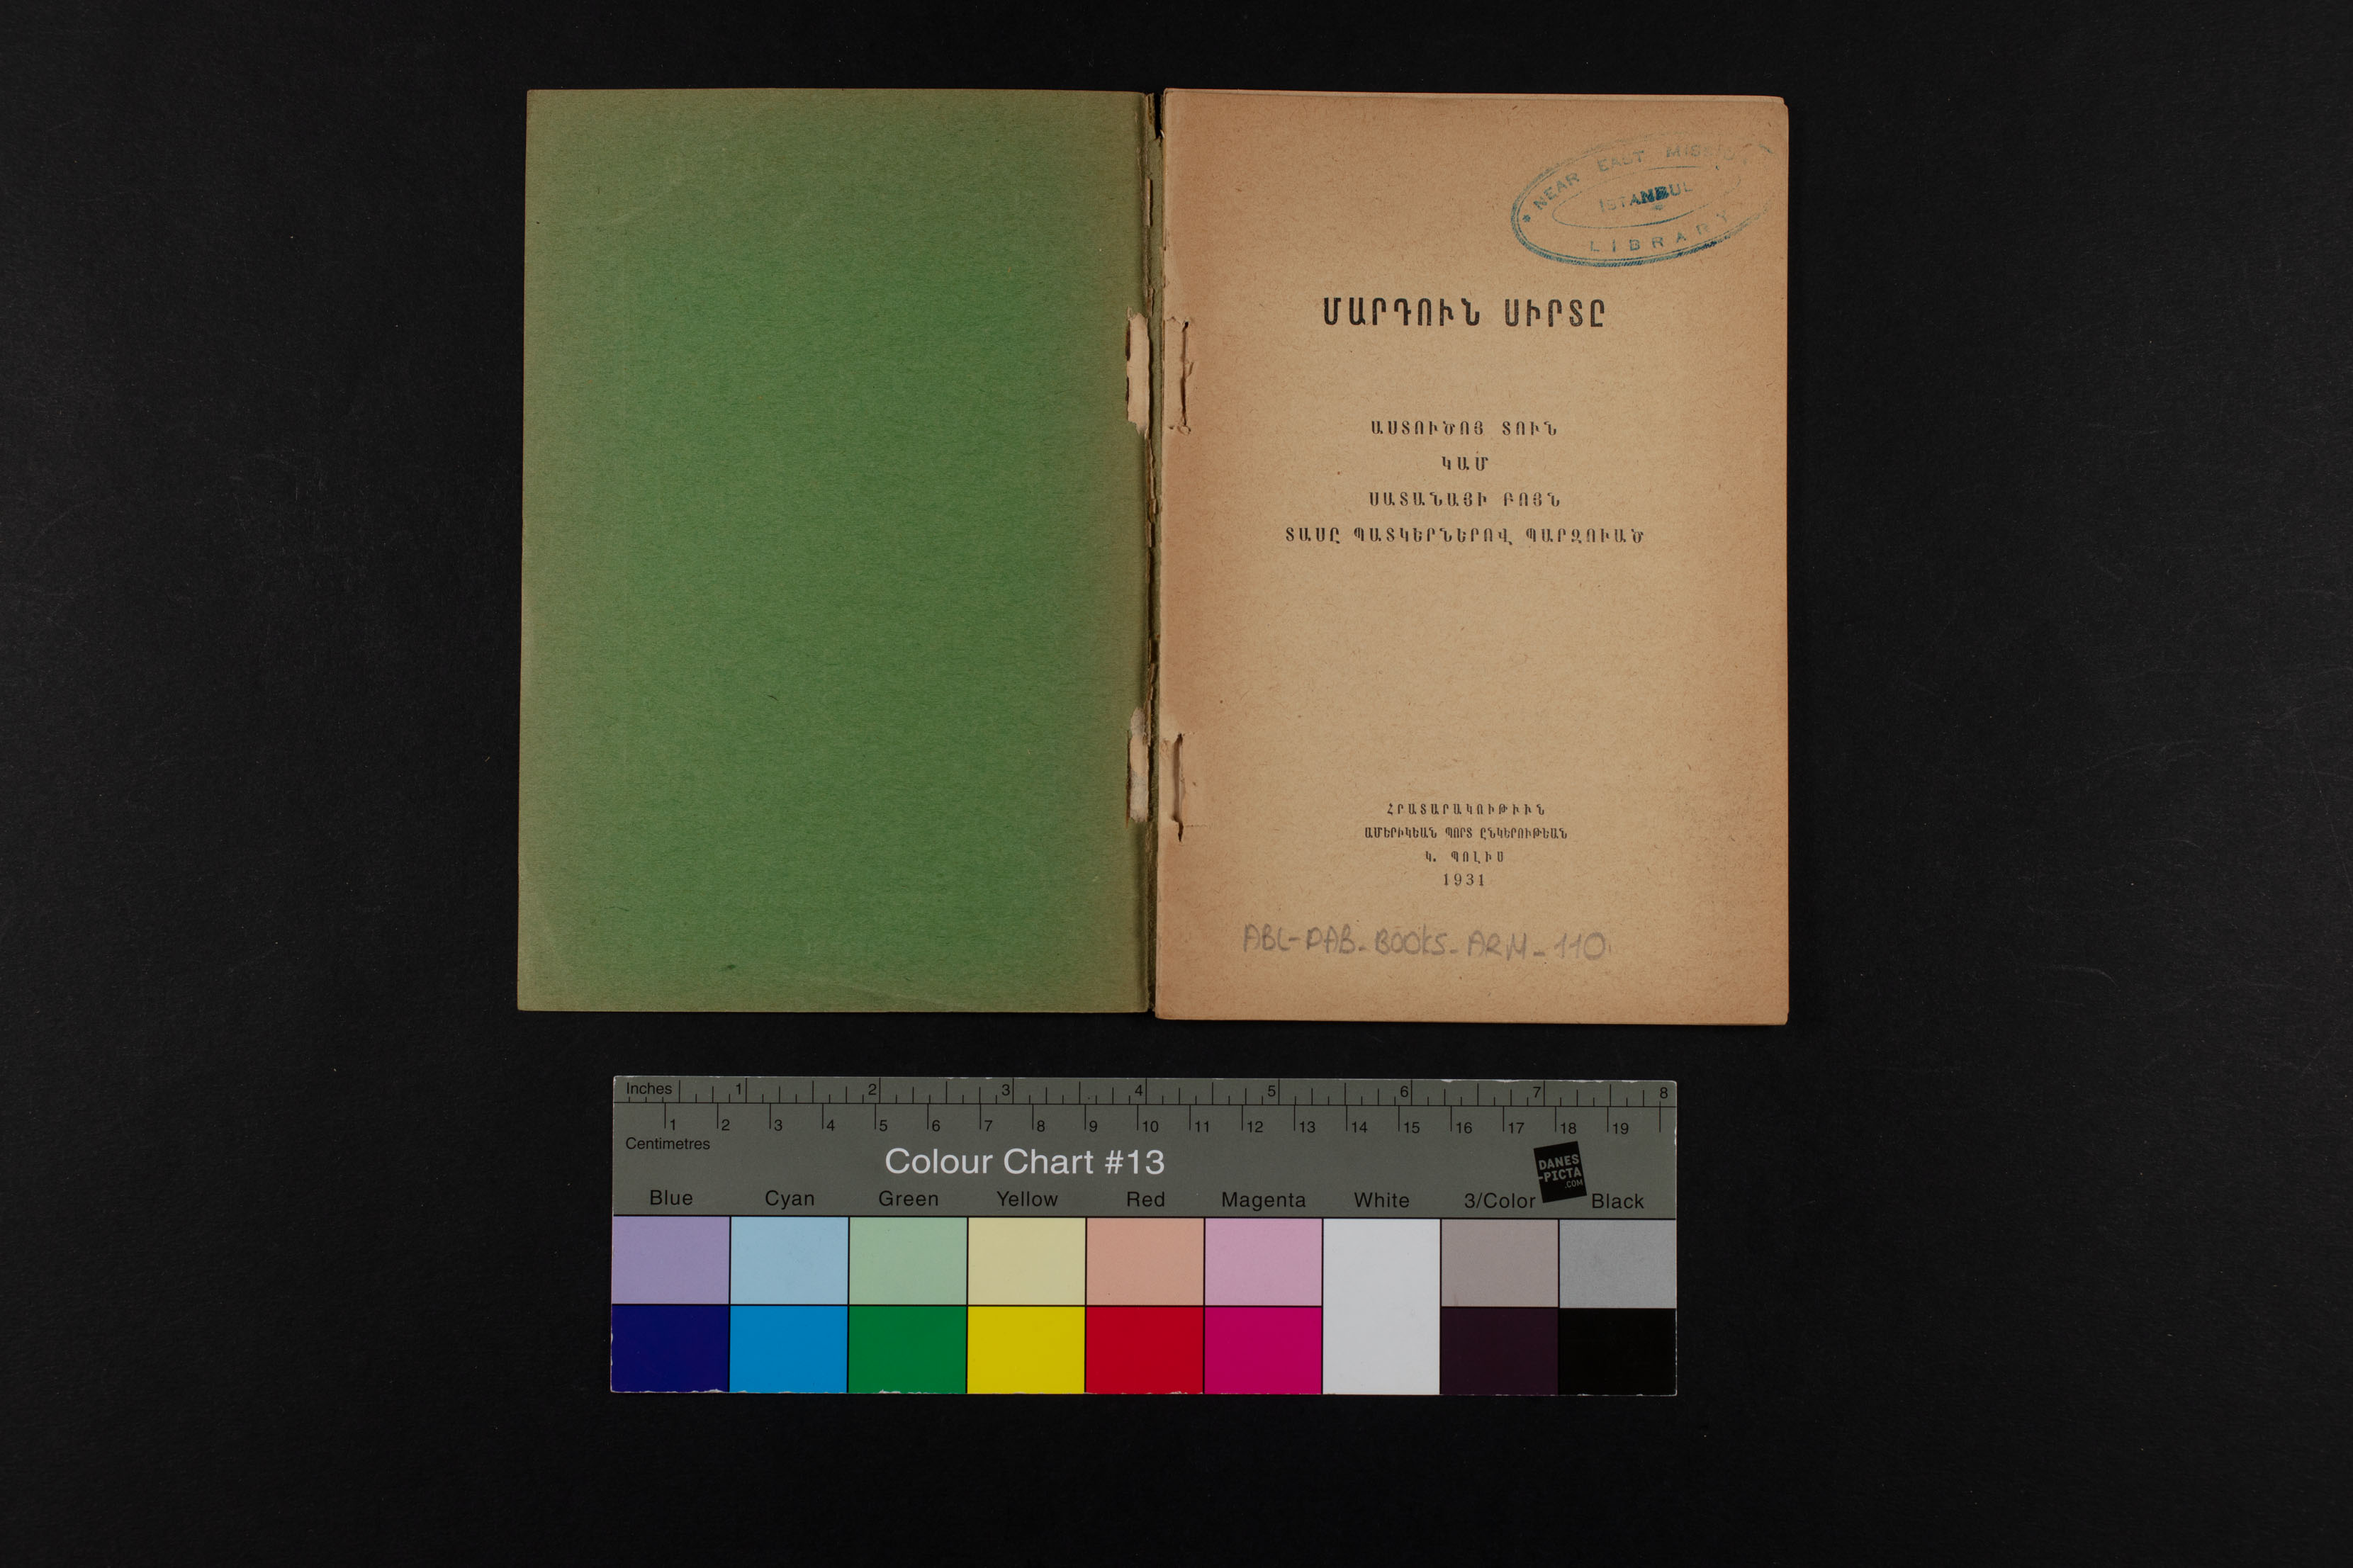 NEAR EAST MISSION
ISTANBUL
LIBRARY
ՄԱՐԴՈՒՆ ՍԻՐՏԸ
ԱՍՏՈՒԾՈՅ ՏՈՒՆ
ԿԱՄ
ՍԱՏԱՆԱՅԻ ԲՈՅՆ
ՏԱՍԸ ՊԱՏԿԵՐՆԵՐՈՎ ՊԱՐԶՈՒԱԾ
ՀՐԱՏԱՐԱԿՈՒԹԻՒՆ
ԱՄԵՐԻԿԵԱՆ ՊՈՐՏ ԸՆԿԵՐՈՒԹԵԱՆ
Կ. ՊՈԼԻՍ
1931
ABL-DAB-BOOKS-ARM-110
Inches 1 2 3 4 5 6 7 8
1 2 3 4 5 6 7 8 9 10 11 12 13 14 15 16 17 18 19
Centimetres
Colour Chart #13
DANES
-PICTA
.COM
Blue Cyan Green Yellow Red Magenta White 3/Color Black